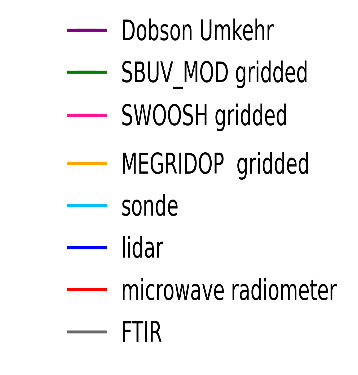 Dobson Umkehr
SBUV_MOD gridded
SWOOSH gridded
MEGRIDOP  gridded
sonde
lidar
microwave radiometer
FTIR